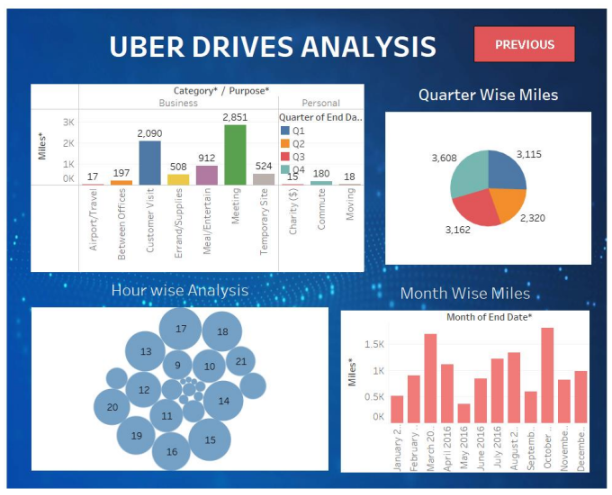 UBER DRIVES ANALYSIS
PREVIOUS
Category* / Purpose*
Business
Personal
Miles*
3K
2K
1K
0K
17
197
2,090
508
912
2,851
524
15
180
18
Quarter of End Da..
Q1
Q2
Q3
Q4
Airport/Travel
Between Offices
Customer Visit
Errand/Supplies
Meal/Entertain
Meeting
Temporary Site
Charity ($)
Commute
Moving
Quarter Wise Miles
3,608
3,115
3,162
2,320
Hour wise Analysis
17
18
13
9
10
21
12
14
20
11
19
15
16
Month Wise Miles
Month of End Date*
Miles*
1.5K
1K
0.5K
0K
January 2..
February ..
March 20..
April 2016
May 2016
June 2016
July 2016
August 2..
Septemb..
October ..
Novembe..
Decembe..